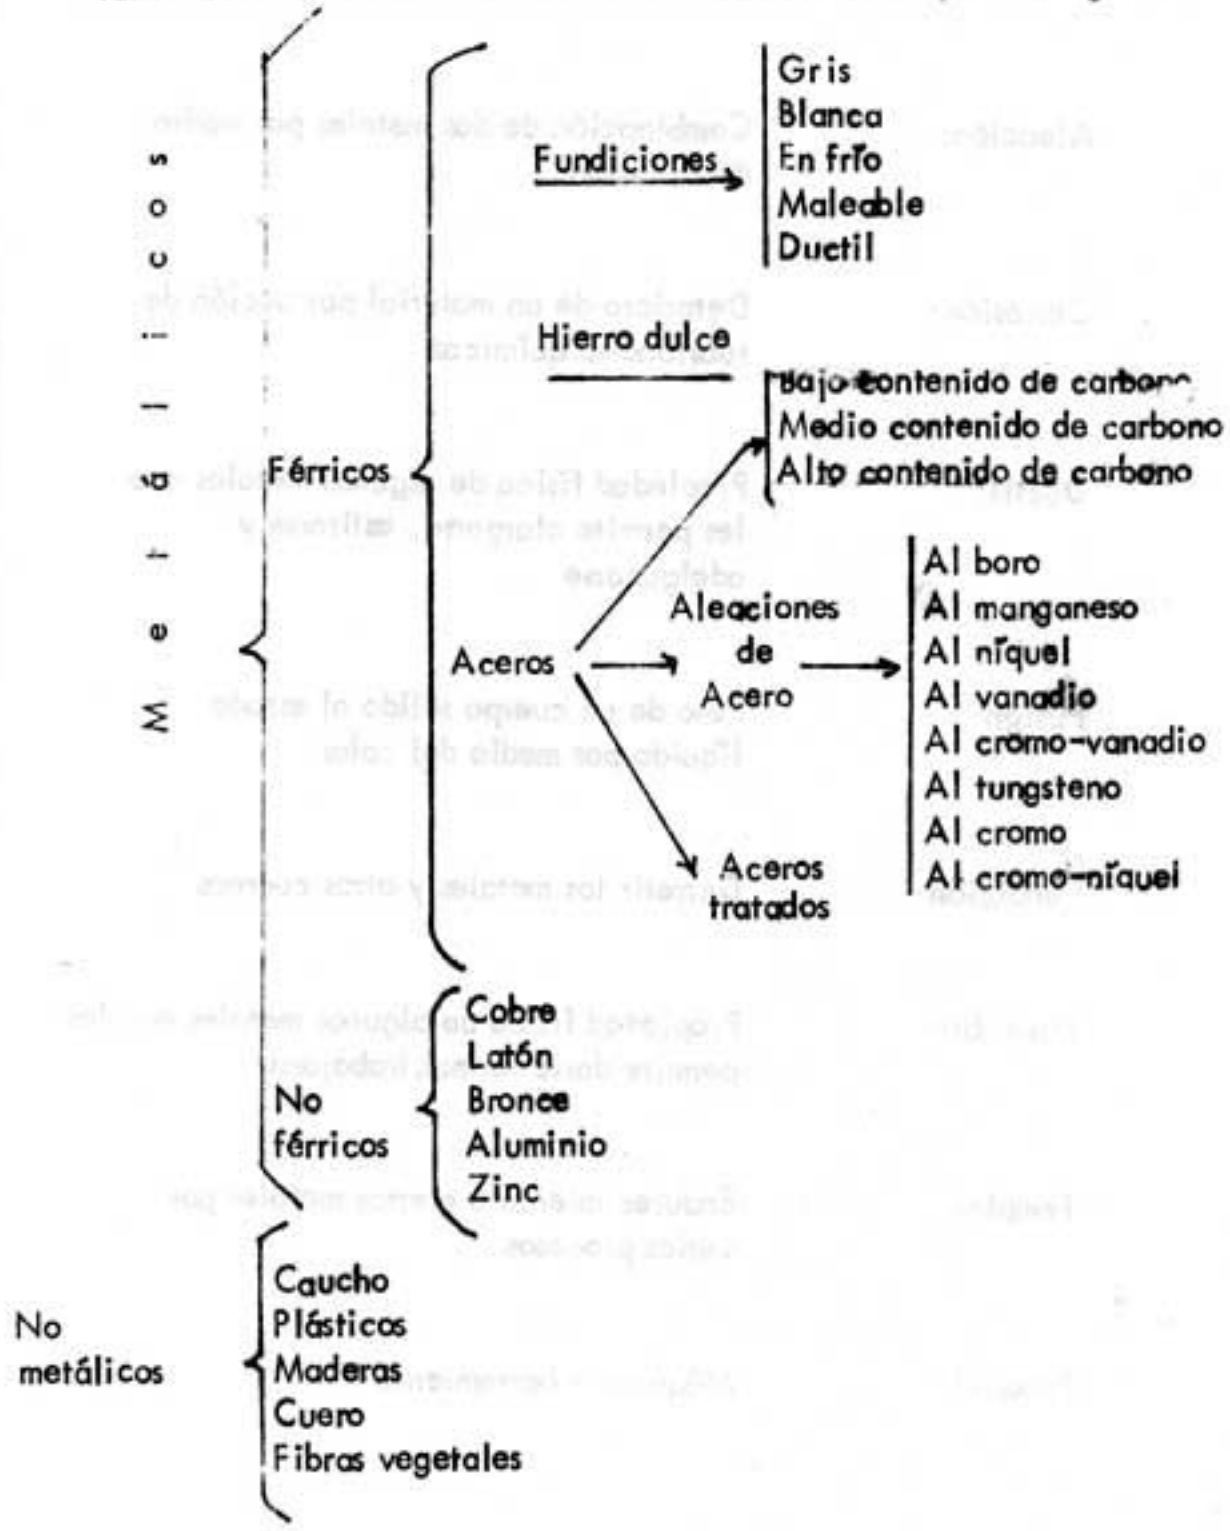 Metálicos
Férricos
Fundiciones
Gris
Blanca
En frío
Maleable
Ductil
Hierro dulce
Aceros
Bajo contenido de carbono
Medio contenido de carbono
Alto contenido de carbono
Aleaciones
de
Acero
Al boro
Al manganeso
Al níquel
Al vanadio
Al cromo-vanadio
Al tungsteno
Al cromo
Al cromo-níquel
Aceros
tratados
No
férricos
Cobre
Latón
Bronce
Aluminio
Zinc
No
metálicos
Caucho
Plásticos
Maderas
Cuero
Fibras vegetales